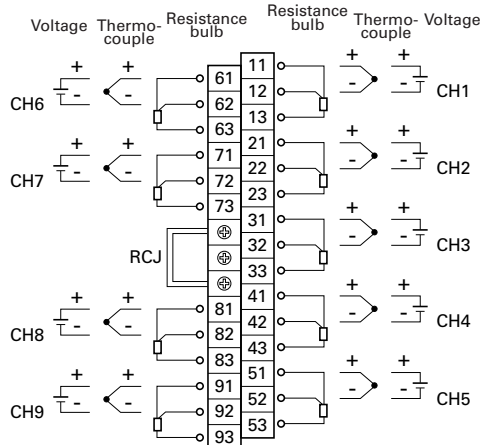 Voltage Thermo-couple Resistance bulb
Resistance bulb Thermo-couple Voltage
CH6 + - + - 61 62 63
CH7 + - + - 71 72 73
RCJ
CH8 + - + - 81 82 83
CH9 + - + - 91 92 93
11 12 13 + - + - CH1
21 22 23 + - + - CH2
31 32 33 + - + - CH3
41 42 43 + - + - CH4
51 52 53 + - + - CH5